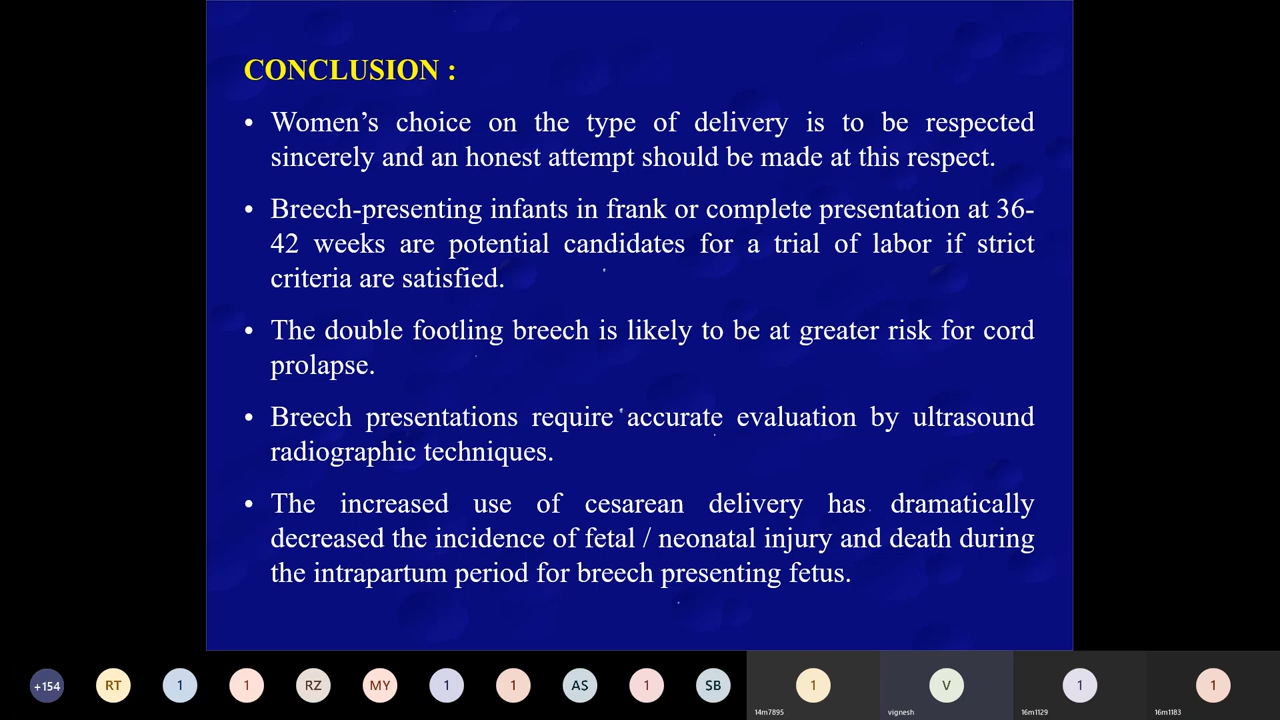 CONCLUSION :
• Women’s choice on the type of delivery is to be respected
sincerely and an honest attempt should be made at this respect.
• Breech-presenting infants in frank or complete presentation at 36-
42 weeks are potential candidates for a trial of labor if strict
criteria are satisfied.
• The double footling breech is likely to be at greater risk for cord
prolapse.
• Breech presentations require accurate evaluation by ultrasound
radiographic techniques.
• The increased use of cesarean delivery has dramatically
decreased the incidence of fetal / neonatal injury and death during
the intrapartum period for breech presenting fetus.
+154 RT 1 1 RZ MY 1 1 AS 1 SB 1 V 1 1
14m7895 vignesh 16m1129 16m1183